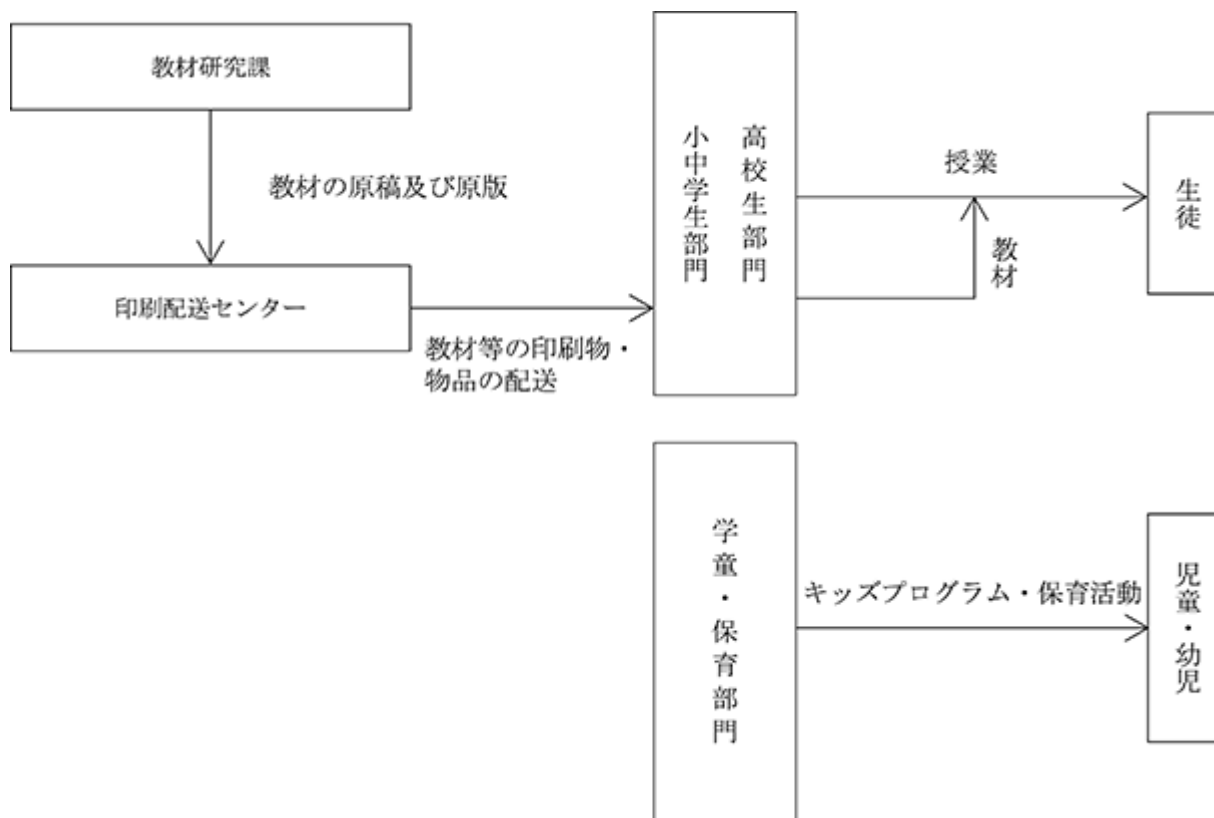 教材研究課
教材の原稿及び原版
印刷配送センター
教材等の印刷物・
物品の配送
高校生部門
小中学生部門
授業
教材
生徒
学童・保育部門
キッズプログラム・保育活動
児童・幼児